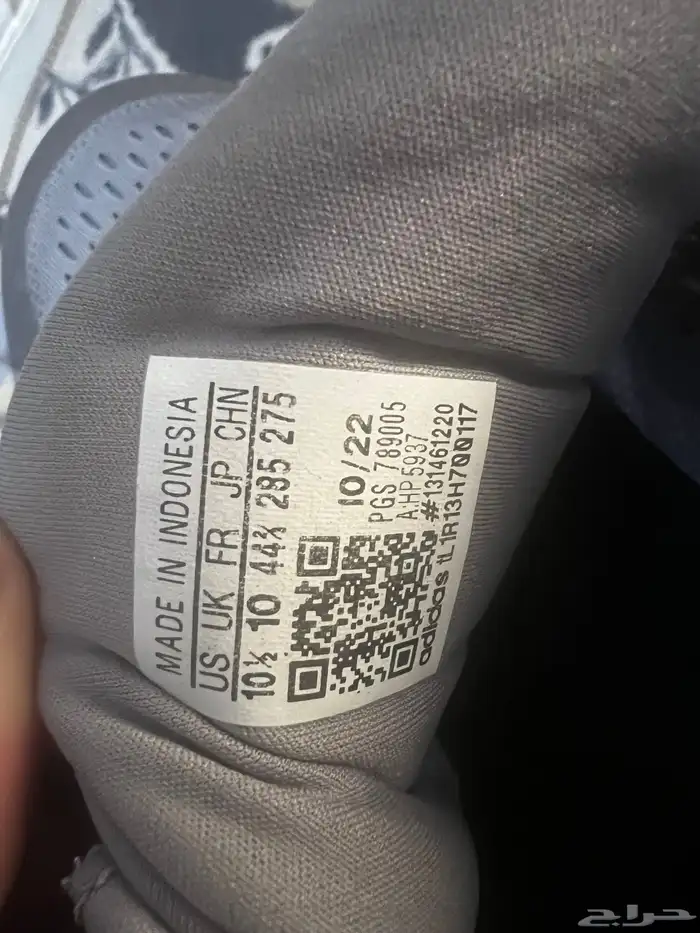 MADE IN INDONESIA
US UK FR JP CHN
10½ 10 44⅔ 285 275
10/22
PGS 789005
A:HP5937
#131461220
adidas tL1R13H700117
حراج